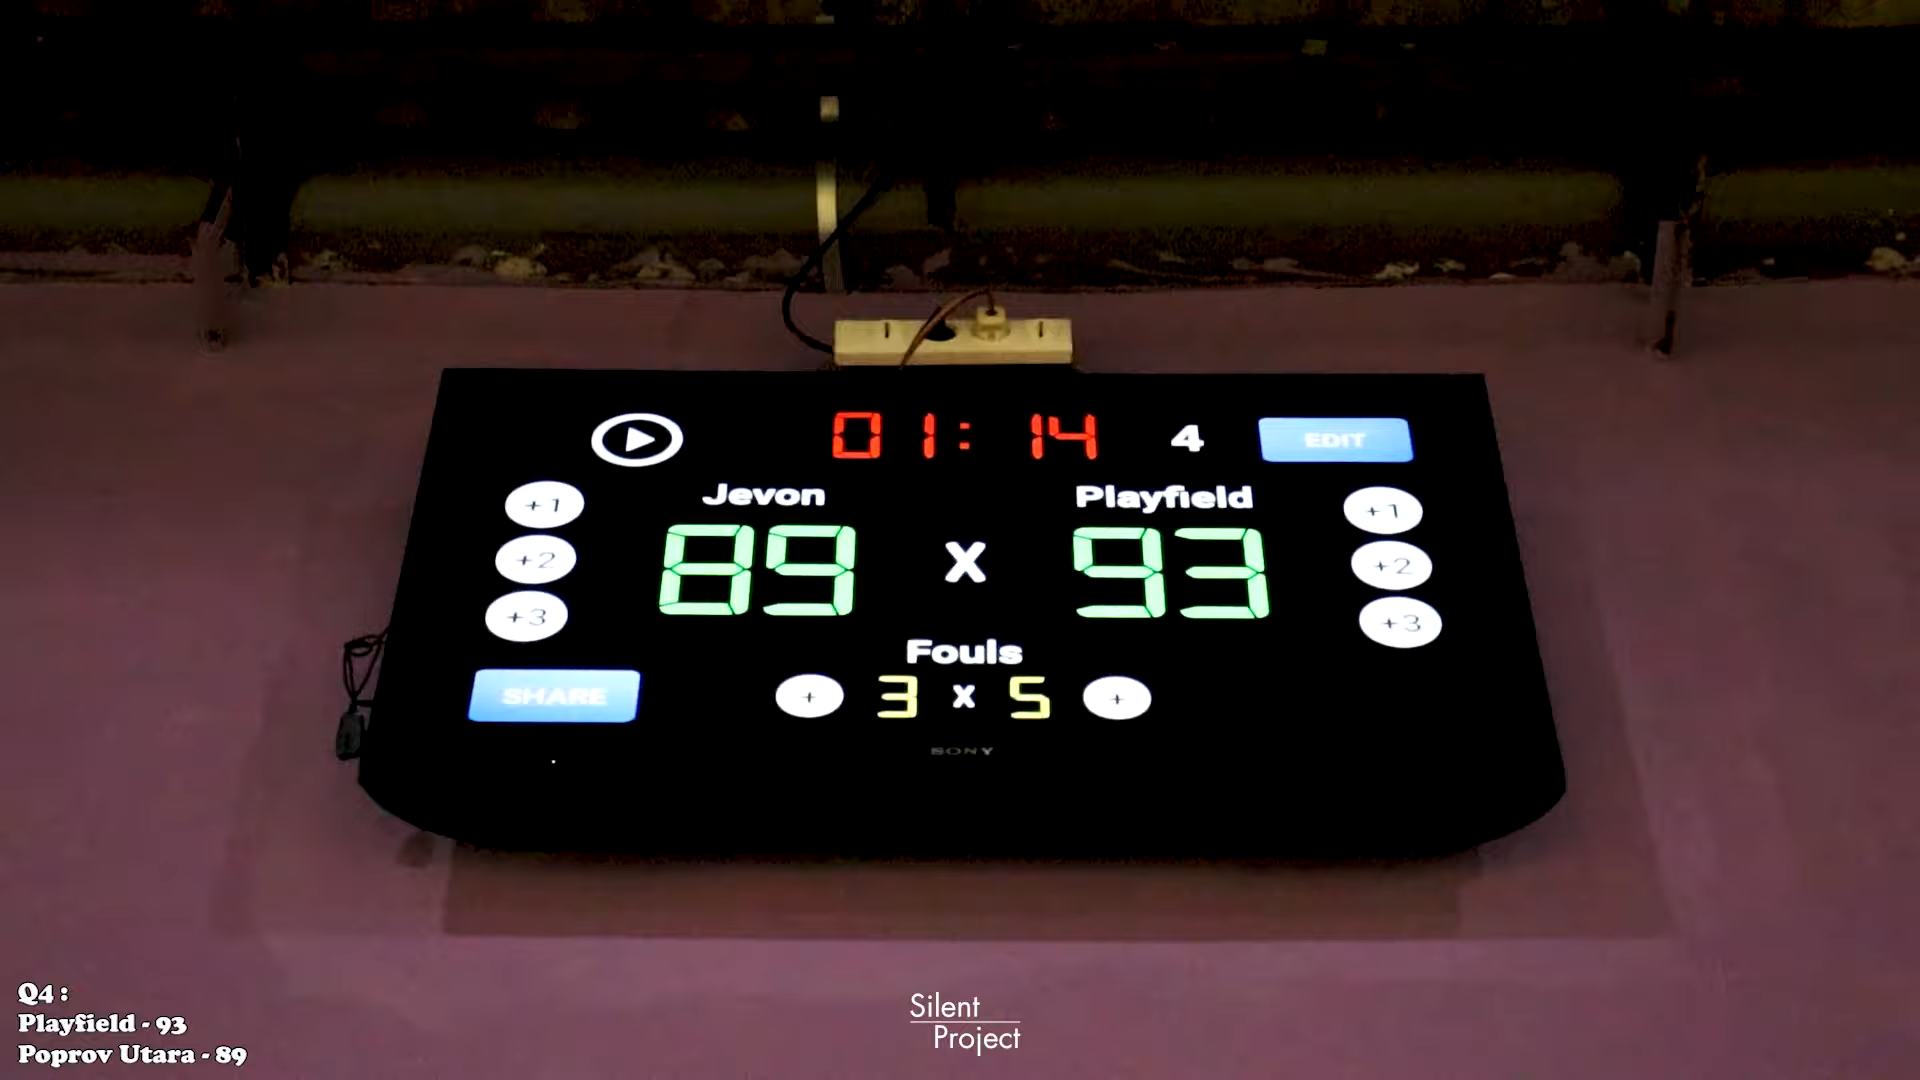 01:14 4 EDIT
Jevon Playfield
+1 +1
89 X 93
+2 +2
+3 +3
Fouls
SHARE + 3 X 5 +
SONY
Q4 :
Playfield - 93
Poprov Utara - 89
Silent
Project